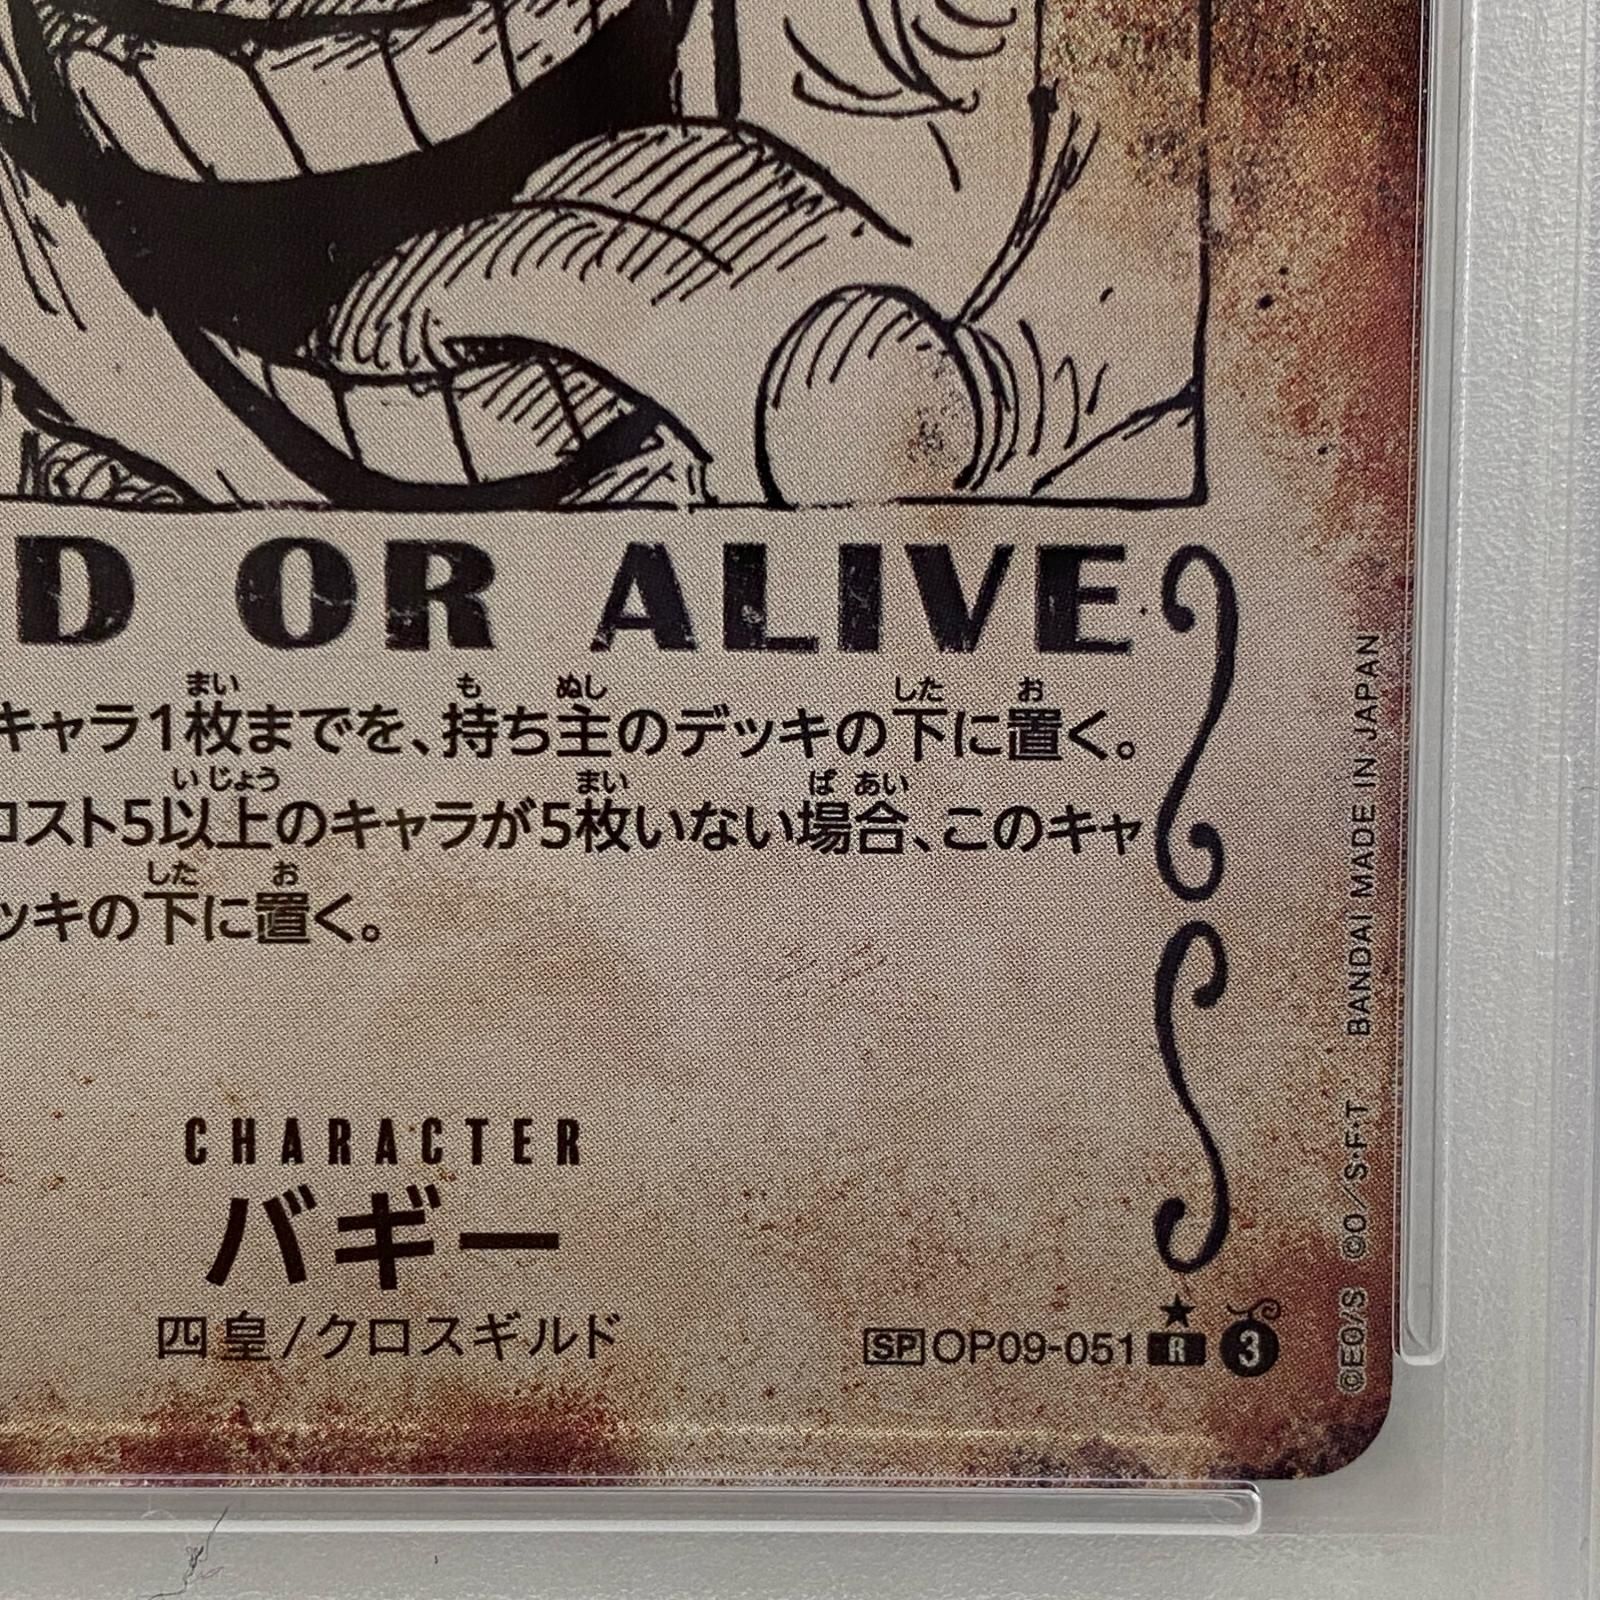 D OR ALIVE
キャラ1枚までを、持ち主のデッキの下に置く。
まい も ぬし した お
コスト5以上のキャラが5枚いない場合、このキャ
いじょう まい ば あい
ッキの下に置く。
した お
CHARACTER
バギー
四皇/クロスギルド
SP OP09-051 R 3
©EO/S ©O/S・F・T BANDAI MADE IN JAPAN